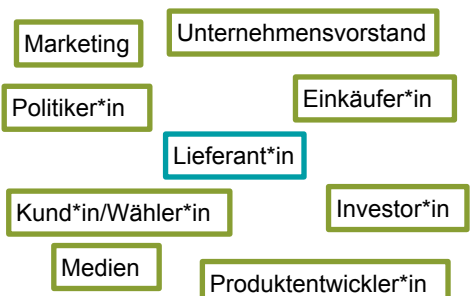 Unternehmensvorstand
Marketing
Einkäufer*in
Politiker*in
Lieferant*in
Kund*in/Wähler*in
Investor*in
Medien
Produktentwickler*in